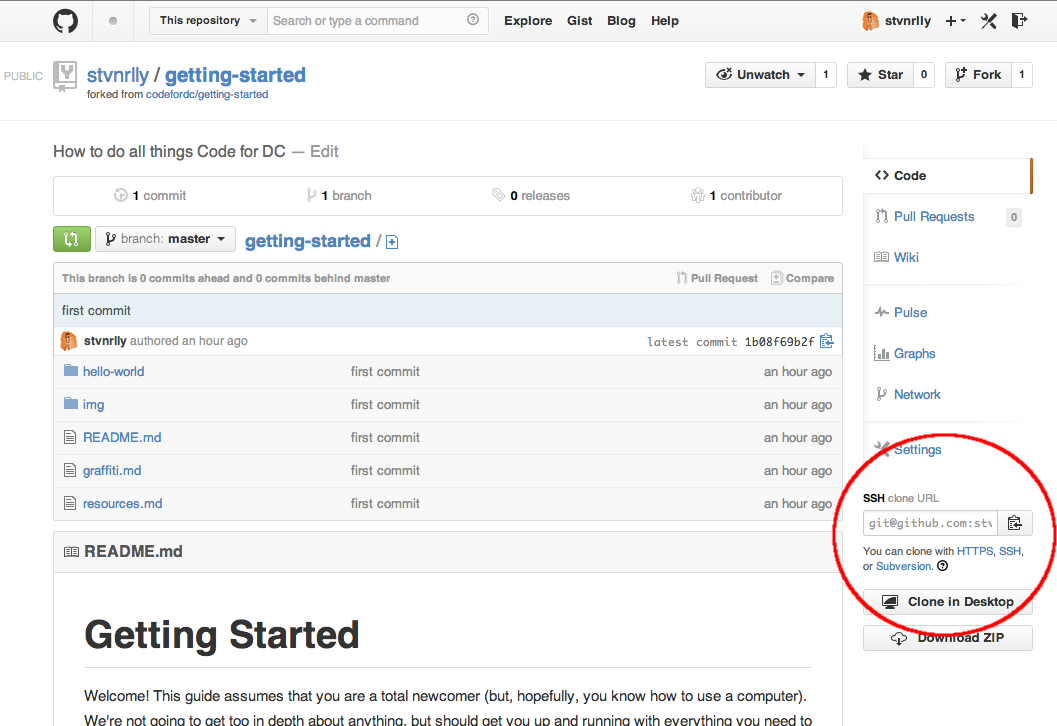 This repository Search or type a command Explore Gist Blog Help stvnrlly
PUBLIC stvnrlly / getting-started Unwatch 1 Star 0 Fork 1
forked from codefordc/getting-started
How to do all things Code for DC — Edit
1 commit 1 branch 0 releases 1 contributor
branch: master getting-started /
This branch is 0 commits ahead and 0 commits behind master Pull Request Compare
first commit
stvnrlly authored an hour ago latest commit 1b08f69b2f
hello-world first commit an hour ago
img first commit an hour ago
README.md first commit an hour ago
graffiti.md first commit an hour ago
resources.md first commit an hour ago
README.md
Getting Started
Welcome! This guide assumes that you are a total newcomer (but, hopefully, you know how to use a computer).
We're not going to get too in depth about anything, but should get you up and running with everything you need to
Code
Pull Requests 0
Wiki
Pulse
Graphs
Network
Settings
SSH clone URL
git@github.com:stv
You can clone with HTTPS, SSH,
or Subversion.
Clone in Desktop
Download ZIP